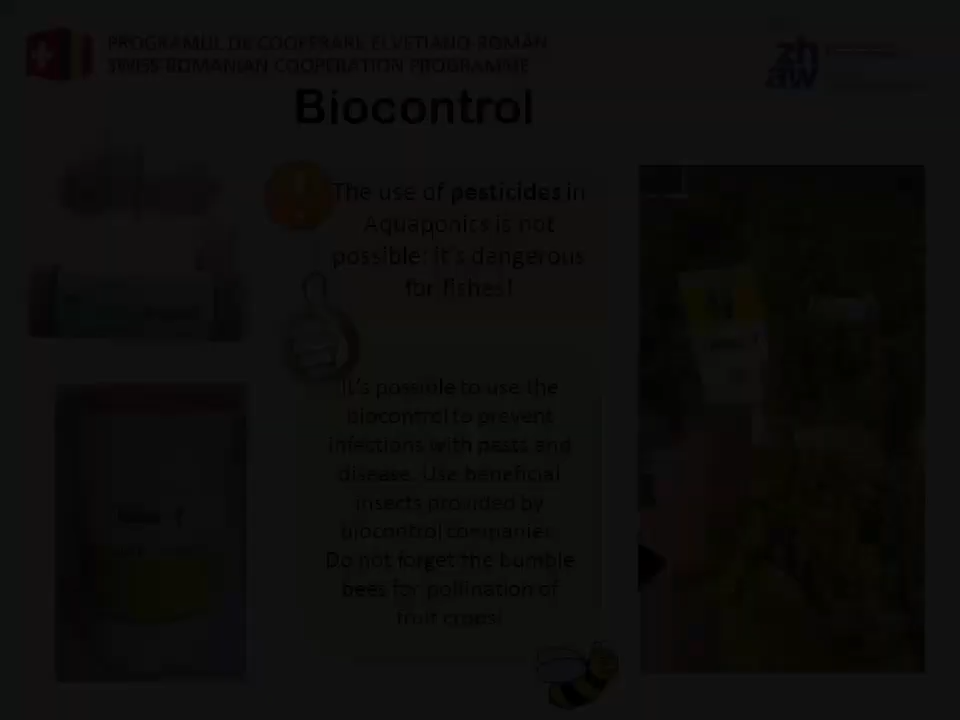 PROGRAMUL DE COOPERARE ELVEȚIANO-ROMÂN
SWISS-ROMANIAN COOPERATION PROGRAMME
zh
aw
Biocontrol
The use of pesticides in
Aquaponics is not
possible: it's dangerous
for fishes!
It's possible to use the
biocontrol to prevent
infections with pests and
disease. Use beneficial
insects provided by
biocontrol companies.
Do not forget the bumble
bees for pollination of
fruit crops!